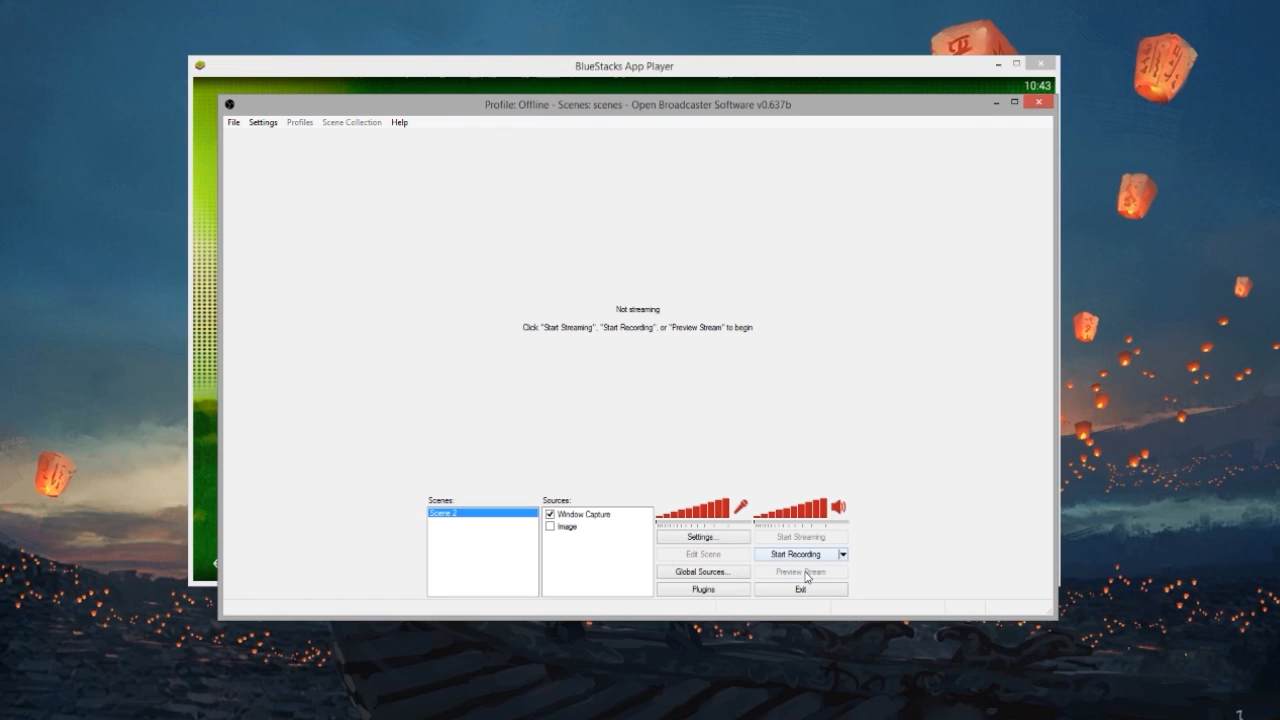 BlueStacks App Player
10:43
Profile: Offline - Scenes: scenes - Open Broadcaster Software v0.637b
File Settings Profiles Scene Collection Help
Not streaming
Click "Start Streaming", "Start Recording", or "Preview Stream" to begin
Scenes:
Scene 2
Sources:
Window Capture
Image
Settings...
Start Streaming
Edit Scene
Start Recording
Global Sources...
Preview Stream
Plugins
Exit